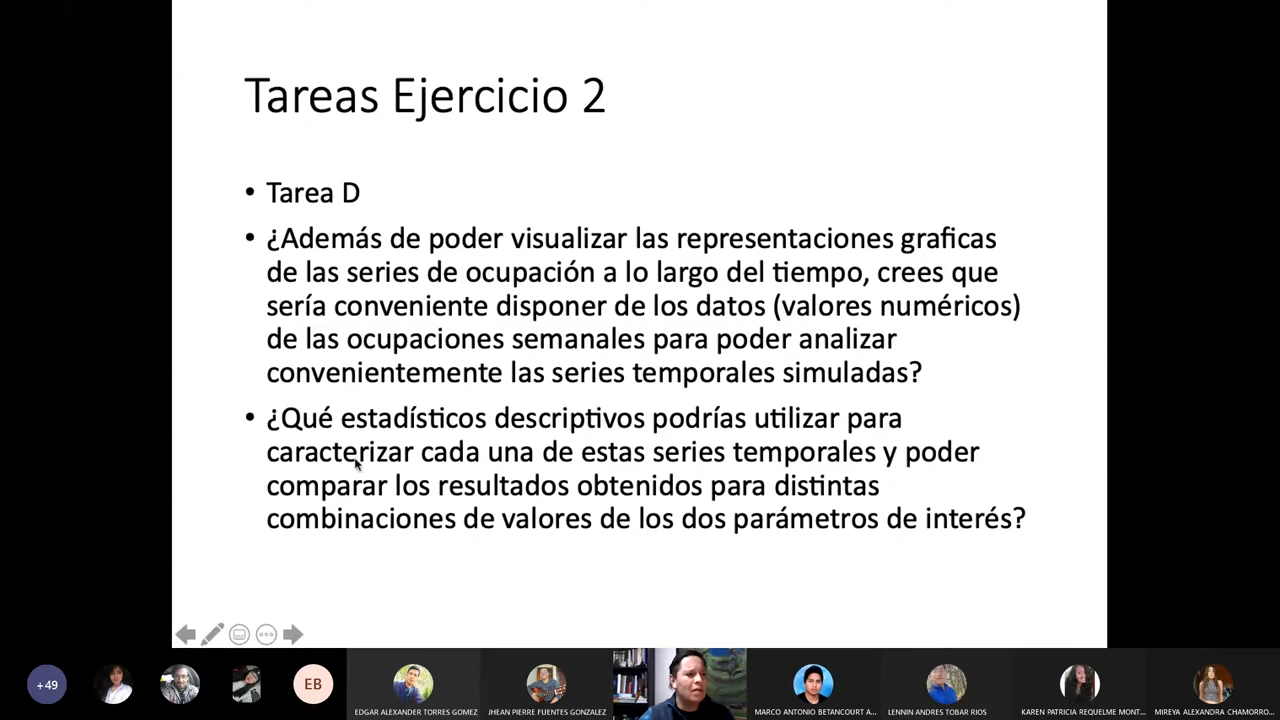 Tareas Ejercicio 2
• Tarea D
• ¿Además de poder visualizar las representaciones graficas
de las series de ocupación a lo largo del tiempo, crees que
sería conveniente disponer de los datos (valores numéricos)
de las ocupaciones semanales para poder analizar
convenientemente las series temporales simuladas?
• ¿Qué estadísticos descriptivos podrías utilizar para
caracterizar cada una de estas series temporales y poder
comparar los resultados obtenidos para distintas
combinaciones de valores de los dos parámetros de interés?
+49
EB
EDGAR ALEXANDER TORRES GOMEZ
JHEAN PIERRE FUENTES GONZALEZ
MARCO ANTONIO BETANCOURT A...
LENNIN ANDRES TOBAR RIOS
KAREN PATRICIA REQUELME MONT...
MIREYA ALEXANDRA CHAMORRO...